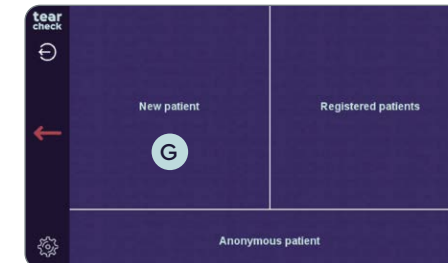 tear
check
New patient
Registered patients
G
Anonymous patient